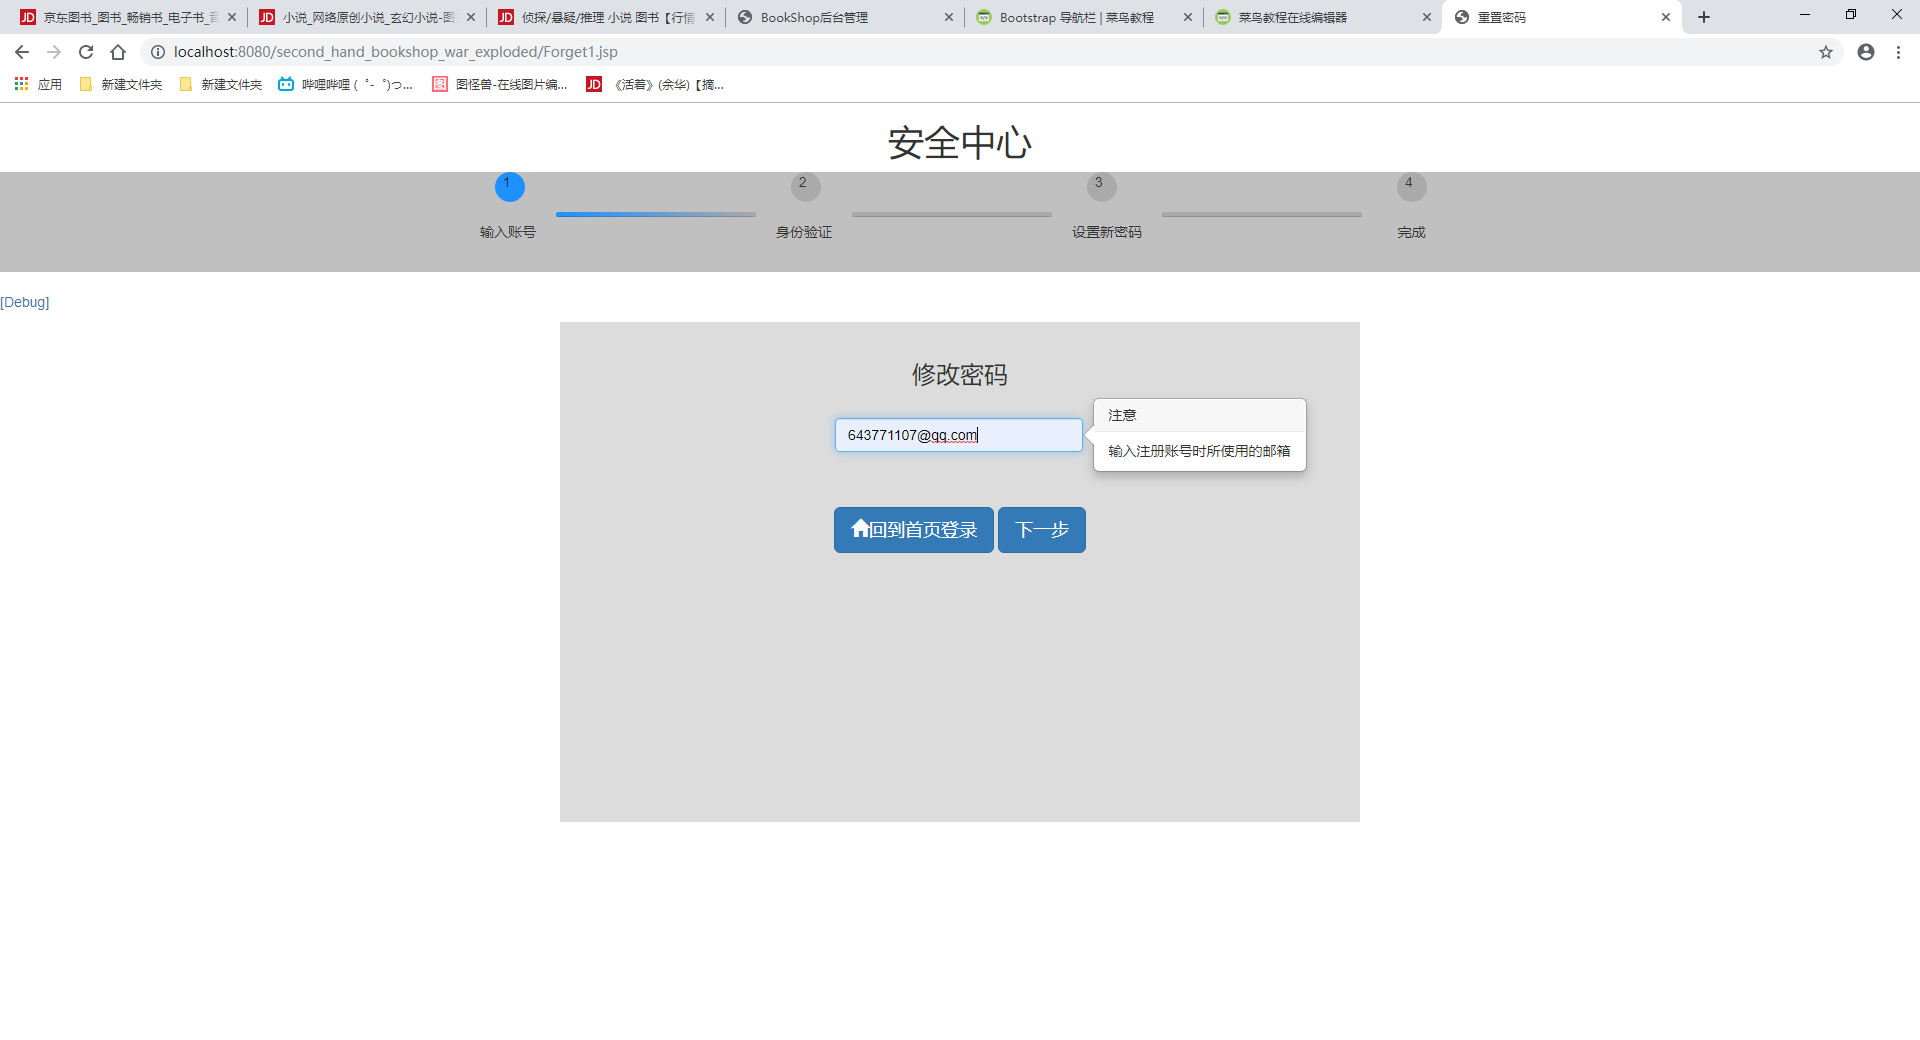 京东图书_图书_畅销书_电子书_音
小说_网络原创小说_玄幻小说-图
侦探/悬疑/推理 小说 图书【行情
BookShop后台管理
Bootstrap 导航栏 | 菜鸟教程
菜鸟教程在线编辑器
重置密码
localhost:8080/second_hand_bookshop_war_exploded/Forget1.jsp
应用
新建文件夹
新建文件夹
哔哩哔哩 ( ゜- ゜)つ...
图怪兽-在线图片编...
《活着》(余华)【摘...
安全中心
1
2
3
4
输入账号
身份验证
设置新密码
完成
[Debug]
修改密码
643771107@qq.com
注意
输入注册账号时所使用的邮箱
回到首页登录
下一步